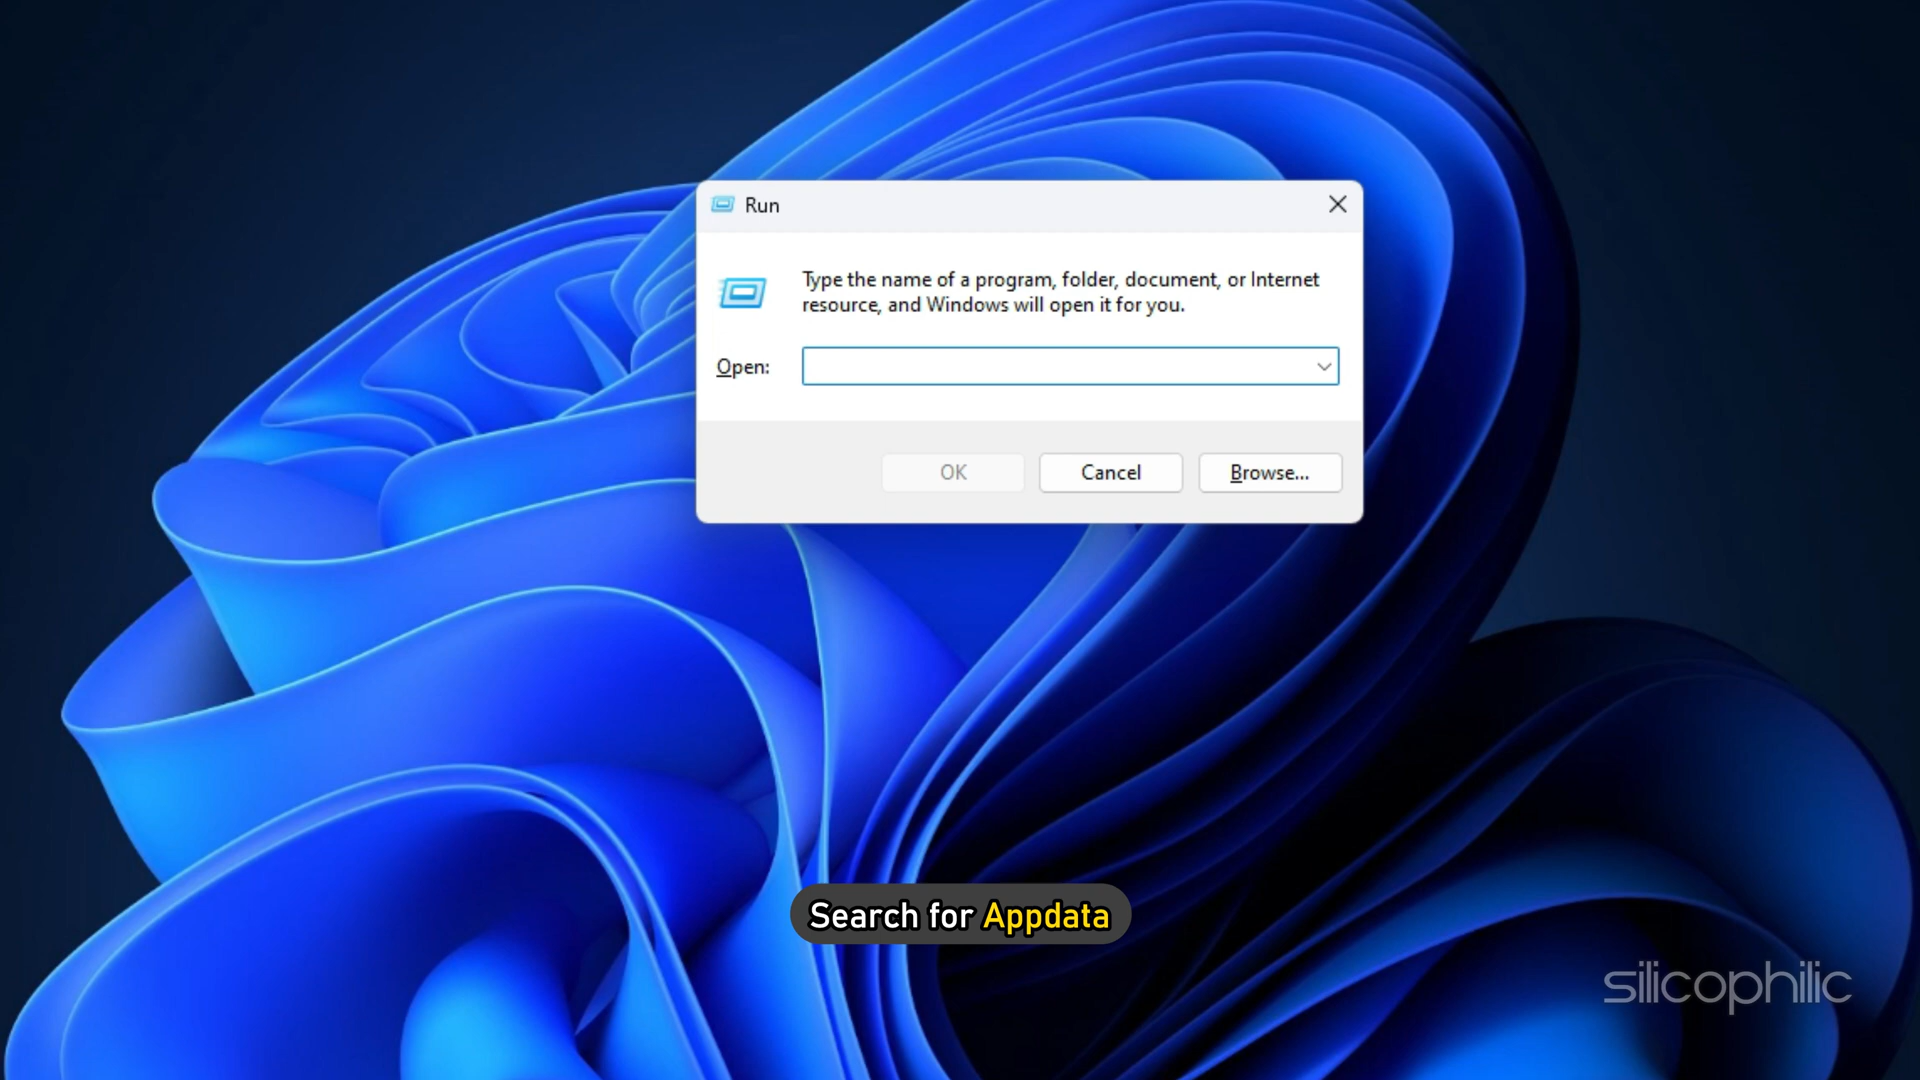 Run
Type the name of a program, folder, document, or Internet
resource, and Windows will open it for you.
Open:
OK
Cancel
Browse...
Search for Appdata
silicophilic